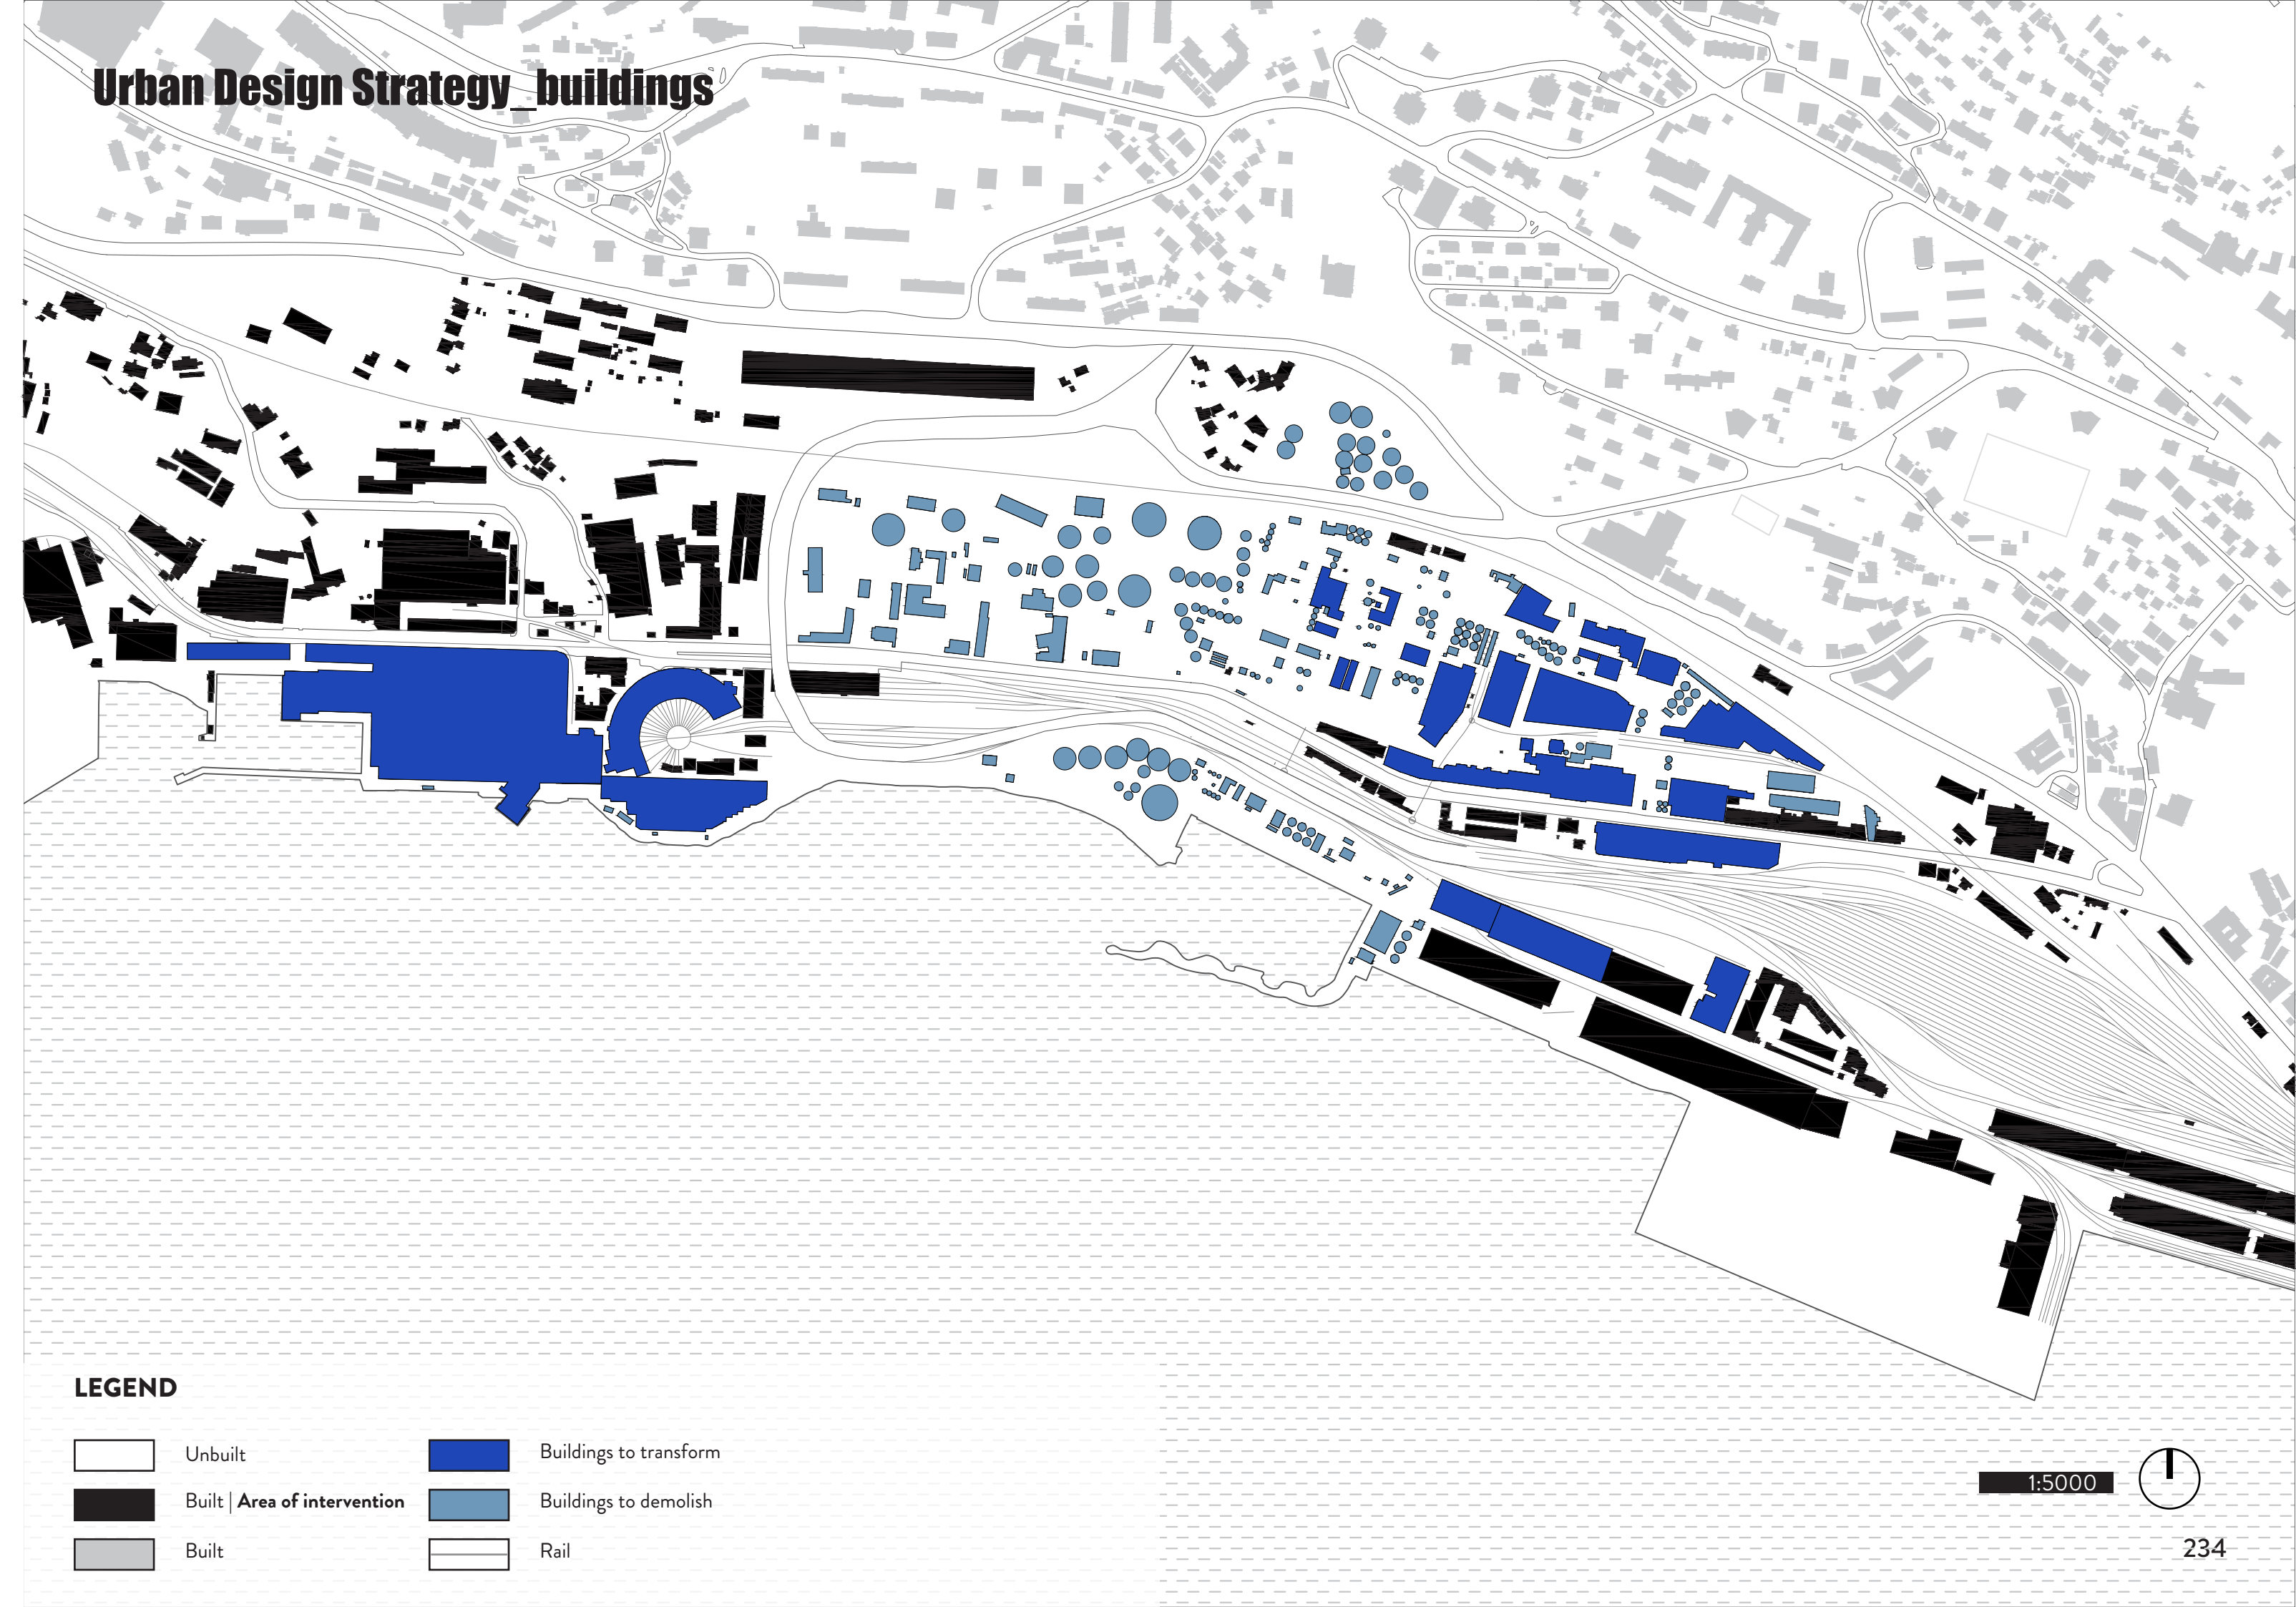 Urban Design Strategy_buildings
LEGEND
Unbuilt
Built | Area of intervention
Built
Buildings to transform
Buildings to demolish
Rail
1:5000
234